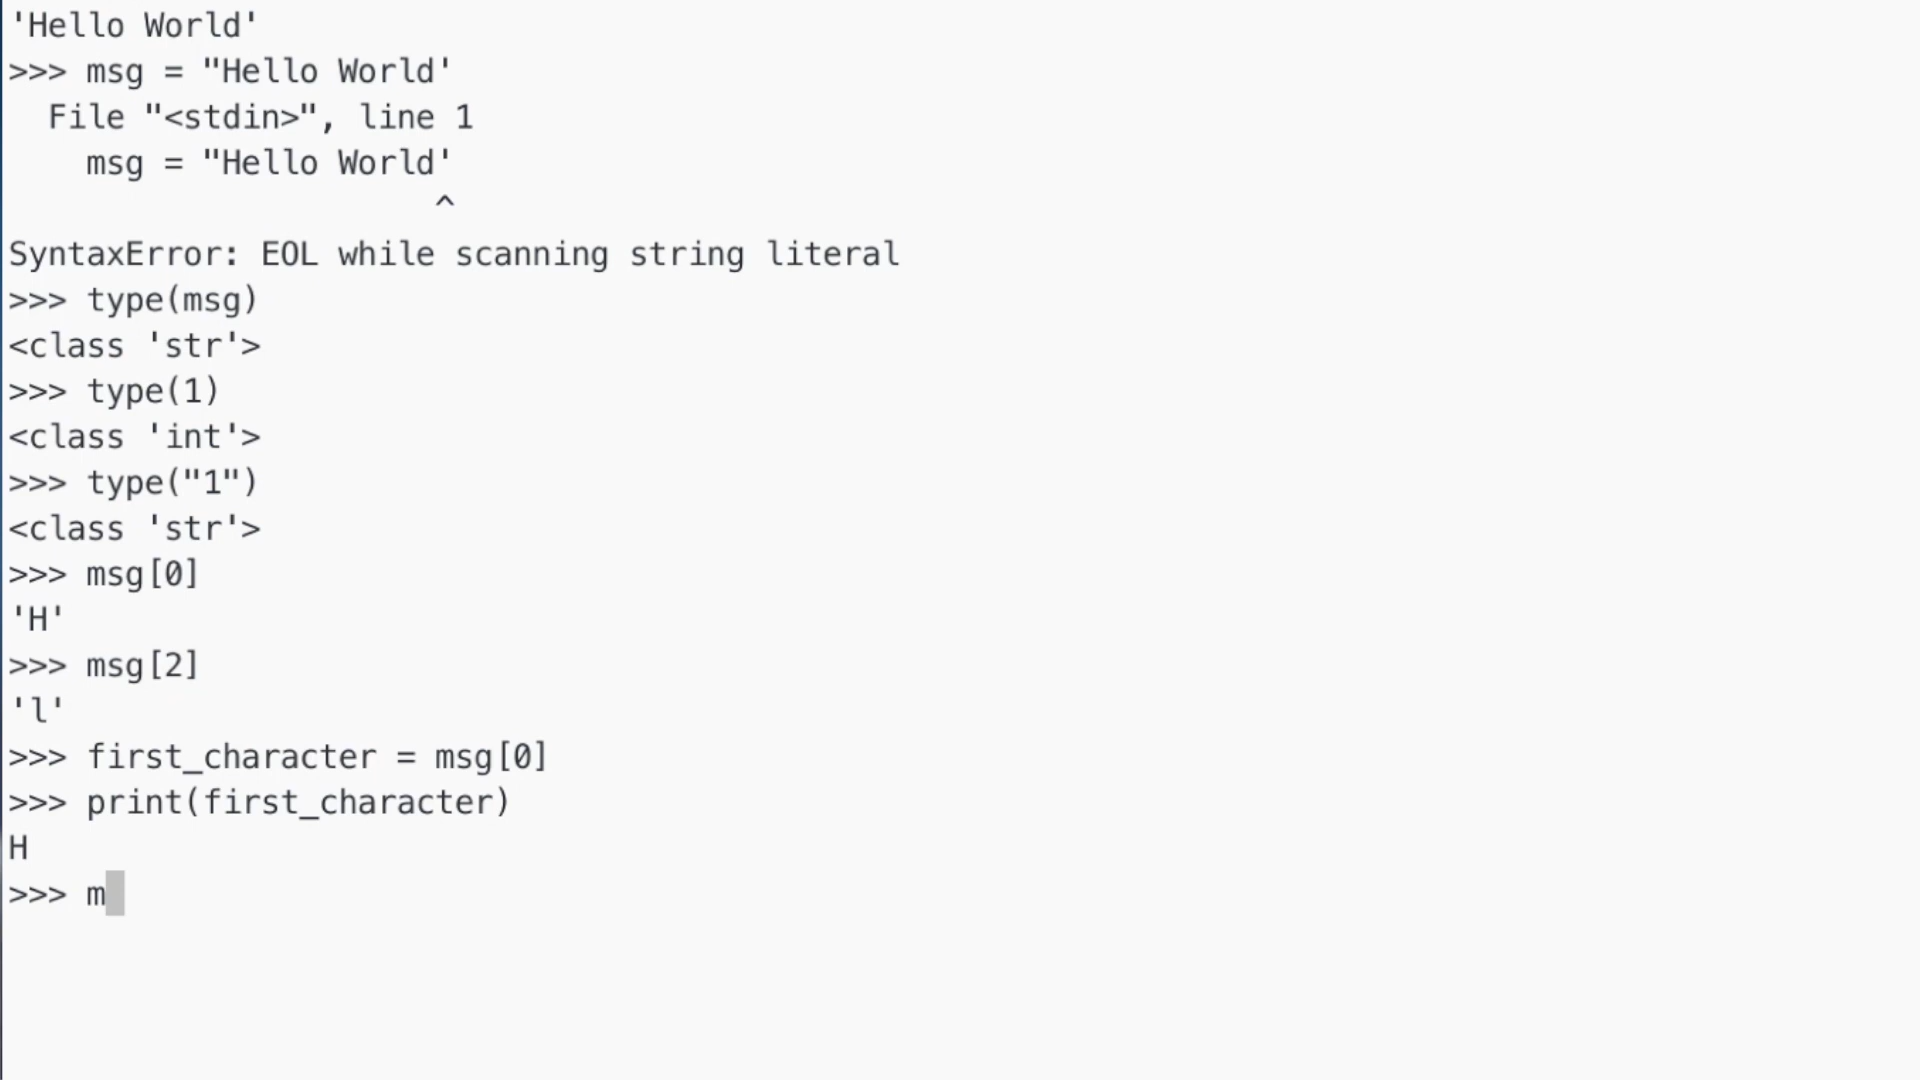 'Hello World'
>>> msg = "Hello World'
  File "<stdin>", line 1
    msg = "Hello World'
                      ^
SyntaxError: EOL while scanning string literal
>>> type(msg)
<class 'str'>
>>> type(1)
<class 'int'>
>>> type("1")
<class 'str'>
>>> msg[0]
'H'
>>> msg[2]
'l'
>>> first_character = msg[0]
>>> print(first_character)
H
>>> m